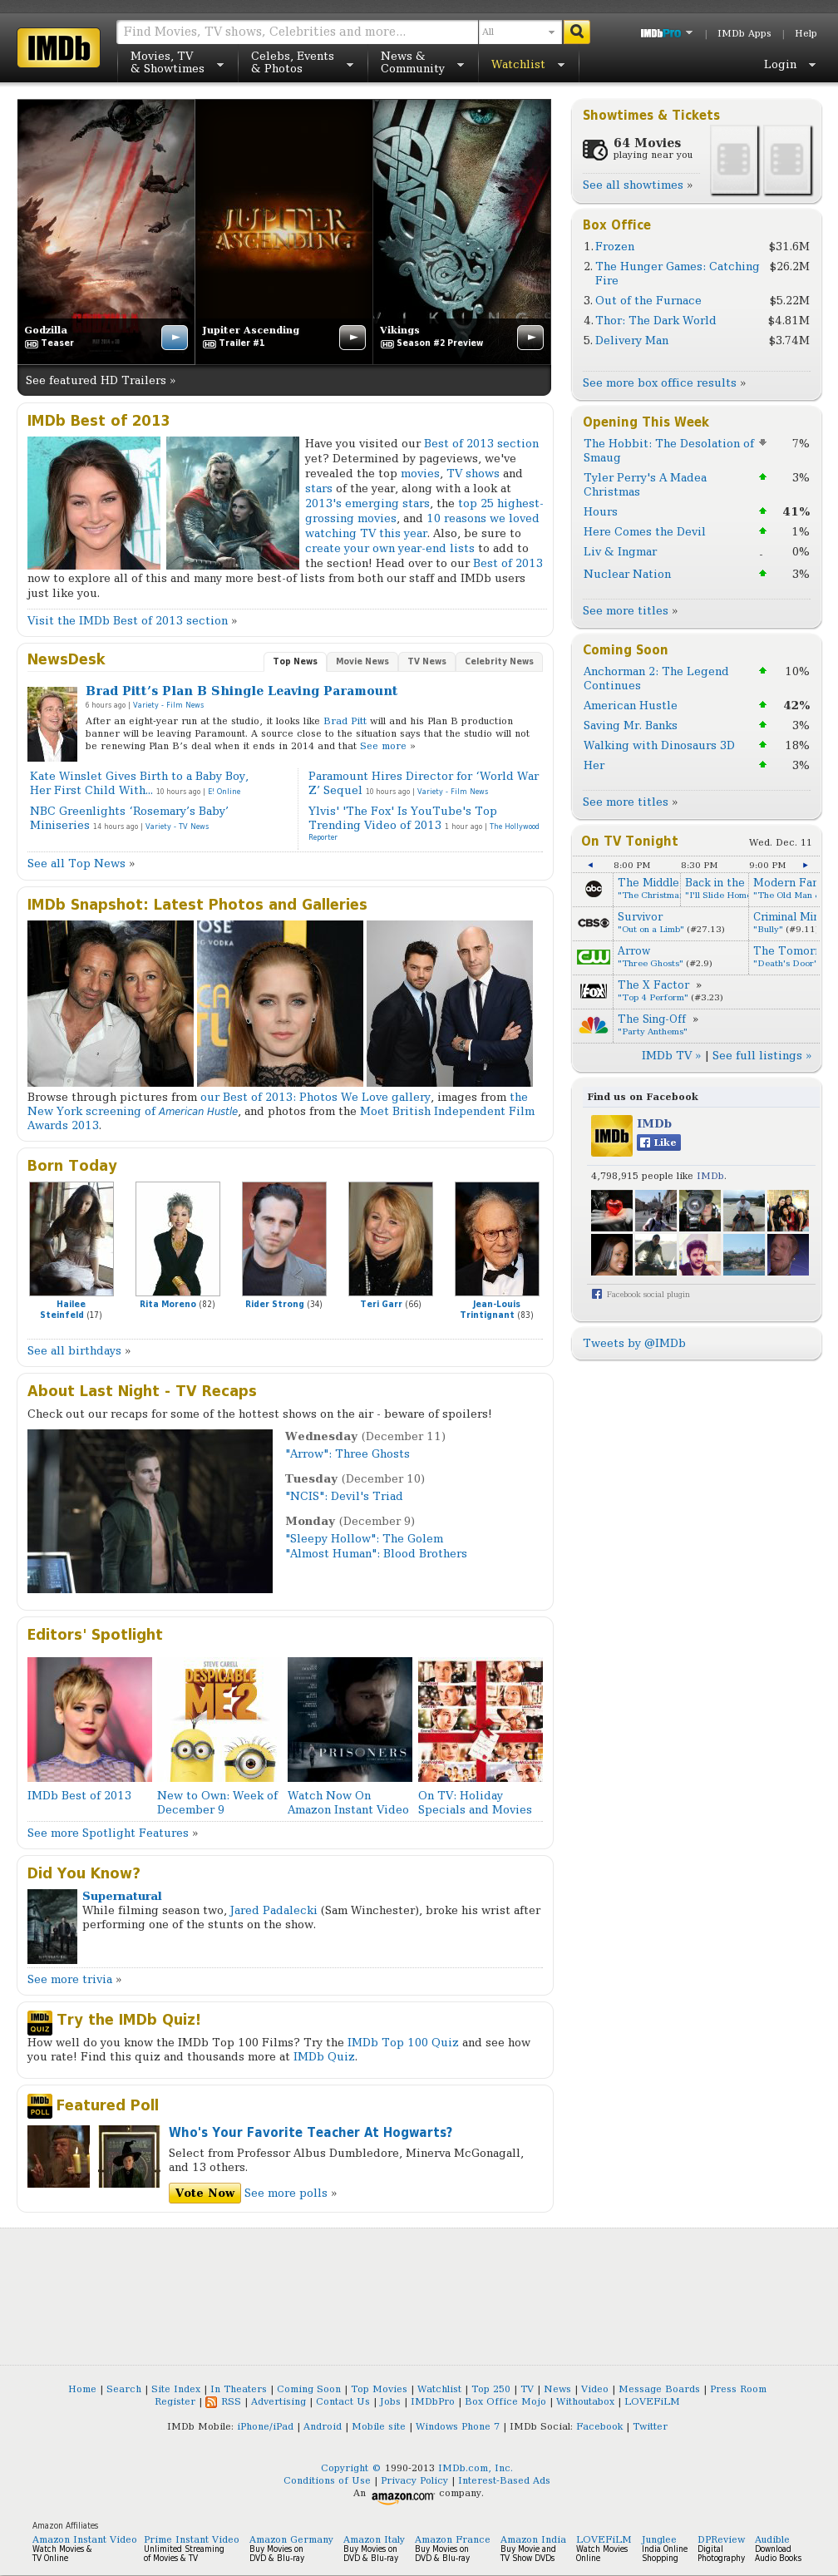 IMDb
Find Movies, TV shows, Celebrities and more...
All
IMDbPro | IMDb Apps | Help
Movies, TV
& Showtimes
Celebs, Events
& Photos
News &
Community
Watchlist
Login
GODZILLA
Godzilla
HD Teaser
JUPITER
ASCENDING
Jupiter Ascending
HD Trailer #1
VIKINGS
Vikings
HD Season #2 Preview
See featured HD Trailers »
IMDb Best of 2013
Have you visited our Best of 2013 section
yet? Determined by pageviews, we've
revealed the top movies, TV shows and
stars of the year, along with a look at
2013's emerging stars, the top 25 highest-
grossing movies, and 10 reasons we loved
watching TV this year. Also, be sure to
create your own year-end lists to add to
the section! Head over to our Best of 2013
now to explore all of this and many more best-of lists from both our staff and IMDb users
just like you.
Visit the IMDb Best of 2013 section »
NewsDesk
Top News
Movie News
TV News
Celebrity News
Brad Pitt’s Plan B Shingle Leaving Paramount
6 hours ago | Variety - Film News
After an eight-year run at the studio, it looks like Brad Pitt will and his Plan B production
banner will be leaving Paramount. A source close to the situation says that the studio will not
be renewing Plan B’s deal when it ends in 2014 and that See more »
Kate Winslet Gives Birth to a Baby Boy,
Her First Child With... 10 hours ago | E! Online
NBC Greenlights ‘Rosemary’s Baby’
Miniseries 14 hours ago | Variety - TV News
Paramount Hires Director for ‘World War
Z’ Sequel 10 hours ago | Variety - Film News
Ylvis' 'The Fox' Is YouTube's Top
Trending Video of 2013 1 hour ago | The Hollywood
Reporter
See all Top News »
IMDb Snapshot: Latest Photos and Galleries
Browse through pictures from our Best of 2013: Photos We Love gallery, images from the
New York screening of American Hustle, and photos from the Moet British Independent Film
Awards 2013.
Born Today
Hailee
Steinfeld (17)
Rita Moreno (82)
Rider Strong (34)
Teri Garr (66)
Jean-Louis
Trintignant (83)
See all birthdays »
About Last Night - TV Recaps
Check out our recaps for some of the hottest shows on the air - beware of spoilers!
Wednesday (December 11)
"Arrow": Three Ghosts
Tuesday (December 10)
"NCIS": Devil's Triad
Monday (December 9)
"Sleepy Hollow": The Golem
"Almost Human": Blood Brothers
Editors' Spotlight
STEVE CARELL
DESPICABLE
ME 2
PRISONERS
IMDb Best of 2013
New to Own: Week of
December 9
Watch Now On
Amazon Instant Video
On TV: Holiday
Specials and Movies
See more Spotlight Features »
Did You Know?
Supernatural
While filming season two, Jared Padalecki (Sam Winchester), broke his wrist after
performing one of the stunts on the show.
See more trivia »
IMDb
QUIZ
Try the IMDb Quiz!
How well do you know the IMDb Top 100 Films? Try the IMDb Top 100 Quiz and see how
you rate! Find this quiz and thousands more at IMDb Quiz.
IMDb
POLL
Featured Poll
Who's Your Favorite Teacher At Hogwarts?
Select from Professor Albus Dumbledore, Minerva McGonagall,
and 13 others.
Vote Now See more polls »
Showtimes & Tickets
64 Movies
playing near you
See all showtimes »
Box Office
1. Frozen $31.6M
2. The Hunger Games: Catching $26.2M
Fire
3. Out of the Furnace $5.22M
4. Thor: The Dark World $4.81M
5. Delivery Man $3.74M
See more box office results »
Opening This Week
The Hobbit: The Desolation of 7%
Smaug
Tyler Perry's A Madea 3%
Christmas
Hours 41%
Here Comes the Devil 1%
Liv & Ingmar - 0%
Nuclear Nation 3%
See more titles »
Coming Soon
Anchorman 2: The Legend 10%
Continues
American Hustle 42%
Saving Mr. Banks 3%
Walking with Dinosaurs 3D 18%
Her 3%
See more titles »
On TV Tonight Wed. Dec. 11
8:00 PM 8:30 PM 9:00 PM
abc The Middle Back in the Modern Fam
"The Christmas "I'll Slide Home "The Old Man &
CBS Survivor Criminal Min
"Out on a Limb" (#27.13) "Bully" (#9.11
CW Arrow The Tomorr
"Three Ghosts" (#2.9) "Death's Door"
FOX The X Factor »
"Top 4 Perform" (#3.23)
The Sing-Off »
"Party Anthems"
IMDb TV » | See full listings »
Find us on Facebook
IMDb
IMDb
Like
4,798,915 people like IMDb.
Facebook social plugin
Tweets by @IMDb
Home | Search | Site Index | In Theaters | Coming Soon | Top Movies | Watchlist | Top 250 | TV | News | Video | Message Boards | Press Room
Register | RSS | Advertising | Contact Us | Jobs | IMDbPro | Box Office Mojo | Withoutabox | LOVEFiLM
IMDb Mobile: iPhone/iPad | Android | Mobile site | Windows Phone 7 | IMDb Social: Facebook | Twitter
Copyright © 1990-2013 IMDb.com, Inc.
Conditions of Use | Privacy Policy | Interest-Based Ads
An amazon.com company.
Amazon Affiliates
Amazon Instant Video
Watch Movies &
TV Online
Prime Instant Video
Unlimited Streaming
of Movies & TV
Amazon Germany
Buy Movies on
DVD & Blu-ray
Amazon Italy
Buy Movies on
DVD & Blu-ray
Amazon France
Buy Movies on
DVD & Blu-ray
Amazon India
Buy Movie and
TV Show DVDs
LOVEFiLM
Watch Movies
Online
Junglee
India Online
Shopping
DPReview
Digital
Photography
Audible
Download
Audio Books